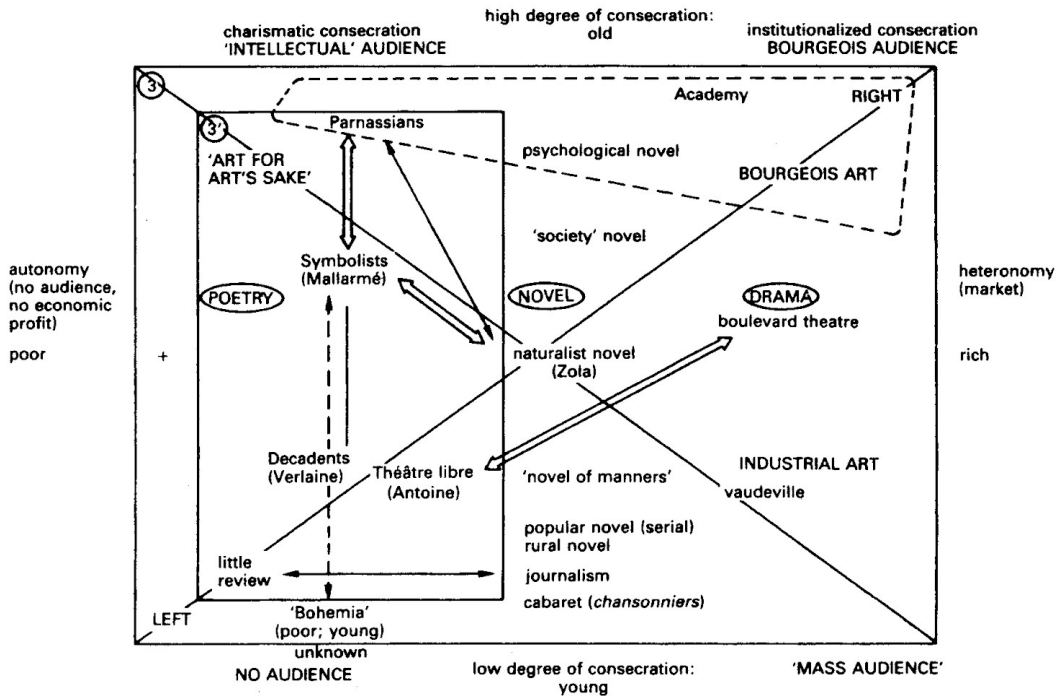 high degree of consecration:
old
charismatic consecration
'INTELLECTUAL' AUDIENCE
institutionalized consecration
BOURGEOIS AUDIENCE
3
3'
Academy
RIGHT
Parnassians
psychological novel
'ART FOR
ART'S SAKE'
BOURGEOIS ART
'society' novel
Symbolists
(Mallarmé)
autonomy
(no audience,
no economic
profit)
poor
+
POETRY
NOVEL
DRAMA
boulevard theatre
heteronomy
(market)
rich
naturalist novel
(Zola)
Decadents
(Verlaine)
Théâtre libre
(Antoine)
'novel of manners'
INDUSTRIAL ART
vaudeville
popular novel (serial)
rural novel
little
review
journalism
cabaret (chansonniers)
LEFT
'Bohemia'
(poor; young)
unknown
NO AUDIENCE
low degree of consecration:
young
'MASS AUDIENCE'